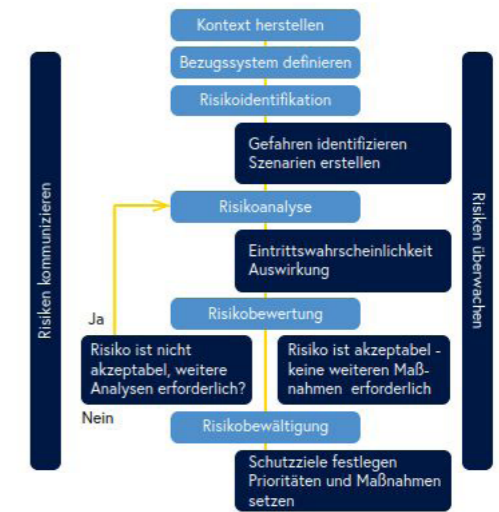 Kontext herstellen
Bezugssystem definieren
Risikoidentifikation
Gefahren identifizieren
Szenarien erstellen
Risikoanalyse
Eintrittswahrscheinlichkeit
Auswirkung
Risikobewertung
Ja
Risiko ist nicht
akzeptabel, weitere
Analysen erforderlich?
Risiko ist akzeptabel -
keine weiteren Maß-
nahmen erforderlich
Nein
Risikobewältigung
Schutzziele festlegen
Prioritäten und Maßnahmen
setzen
Risiken kommunizieren
Risiken überwachen